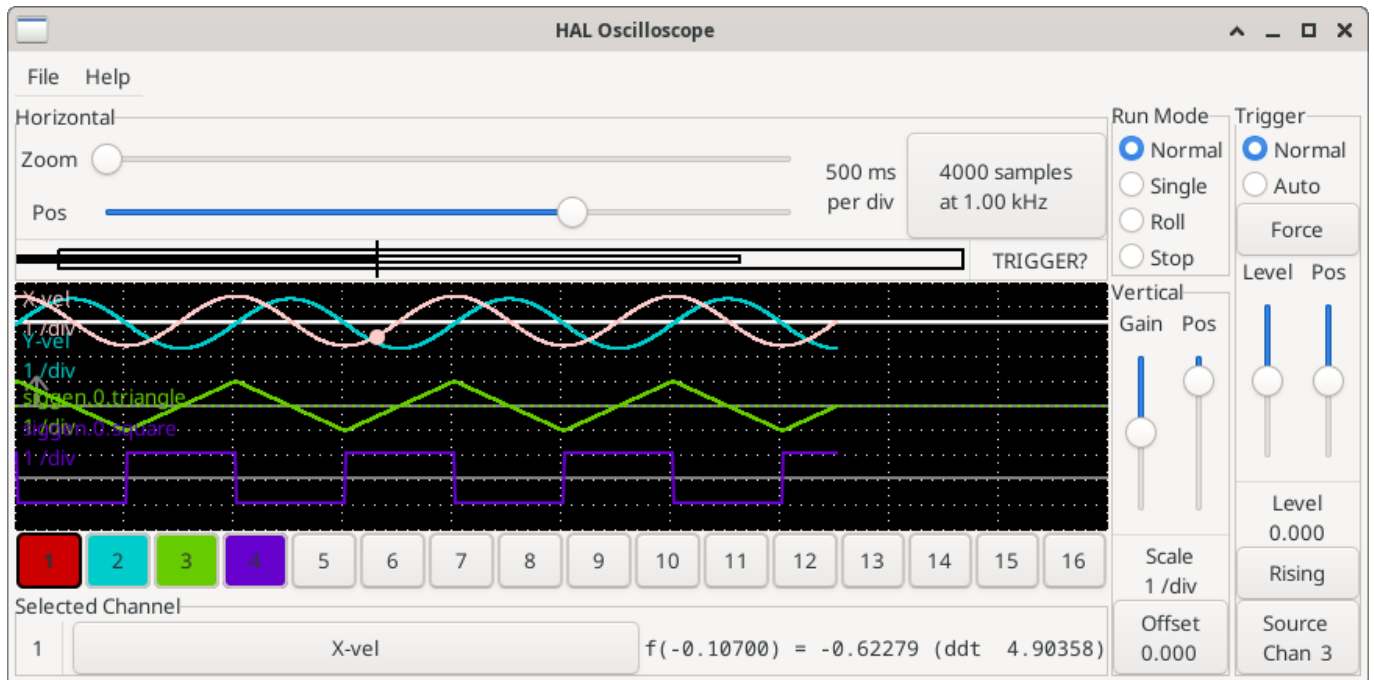 HAL Oscilloscope
File Help
Horizontal
Zoom
Pos
500 ms
per div
4000 samples
at 1.00 kHz
TRIGGER?
Run Mode
Normal
Single
Roll
Stop
Trigger
Normal
Auto
Force
Level Pos
Level
0.000
Rising
Source
Chan 3
Vertical
Gain Pos
Scale
1 /div
Offset
0.000
X-vel
1 /div
Y-vel
1 /div
siggen.0.triangle
1 /div
siggen.0.square
1 /div
1 2 3 4 5 6 7 8 9 10 11 12 13 14 15 16
Selected Channel
1 X-vel f(-0.10700) = -0.62279 (ddt 4.90358)